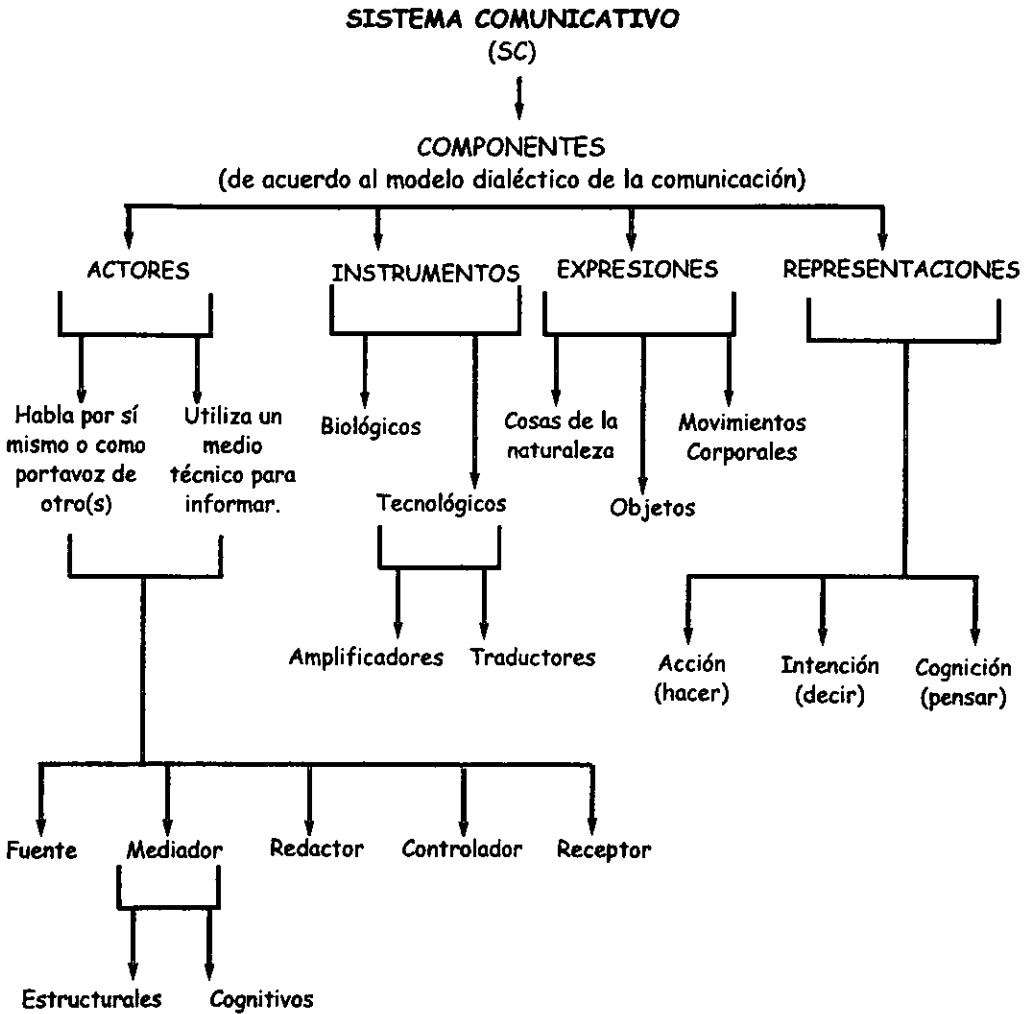 SISTEMA COMUNICATIVO
(SC)
COMPONENTES
(de acuerdo al modelo dialéctico de la comunicación)
ACTORES
INSTRUMENTOS
EXPRESIONES
REPRESENTACIONES
Habla por sí
mismo o como
portavoz de
otro(s)
Utiliza un
medio
técnico para
informar.
Biológicos
Tecnológicos
Cosas de la
naturaleza
Objetos
Movimientos
Corporales
Amplificadores
Traductores
Acción
(hacer)
Intención
(decir)
Cognición
(pensar)
Fuente
Mediador
Redactor
Controlador
Receptor
Estructurales
Cognitivos